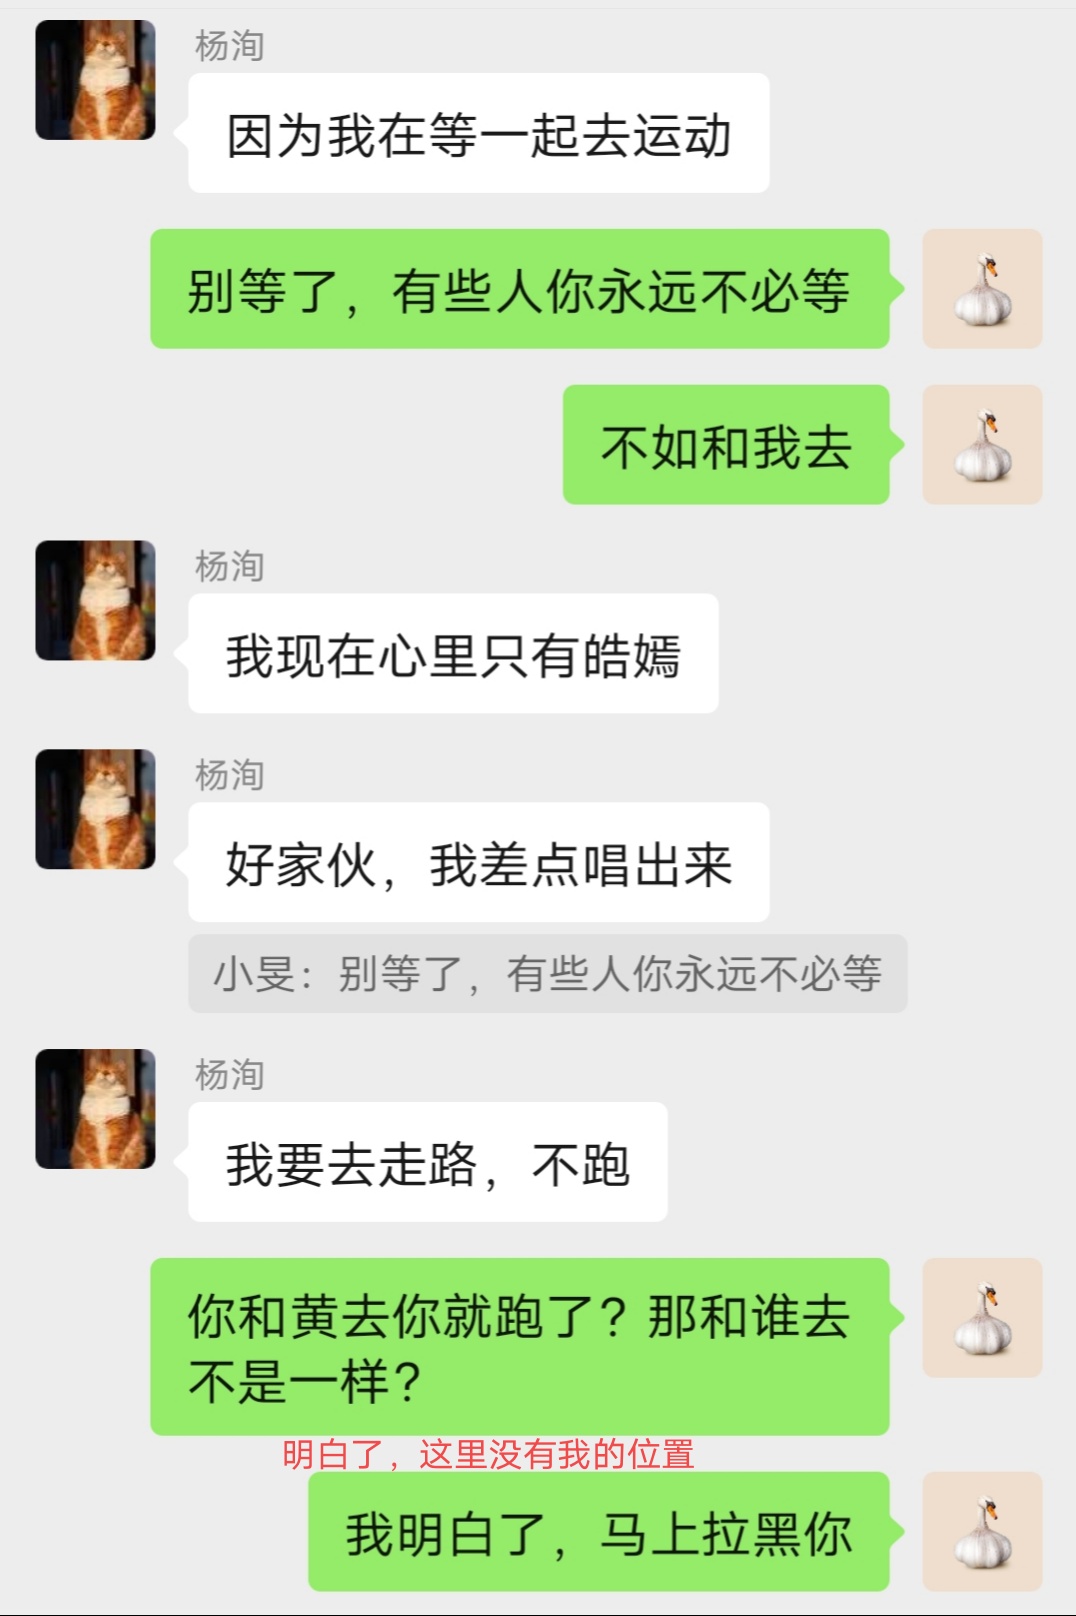 杨洵
因为我在等一起去运动
别等了，有些人你永远不必等
不如和我去
杨洵
我现在心里只有皓嫣
杨洵
好家伙，我差点唱出来
小旻：别等了，有些人你永远不必等
杨洵
我要去走路，不跑
你和黄去你就跑了？那和谁去
不是一样？
明白了，这里没有我的位置
我明白了，马上拉黑你